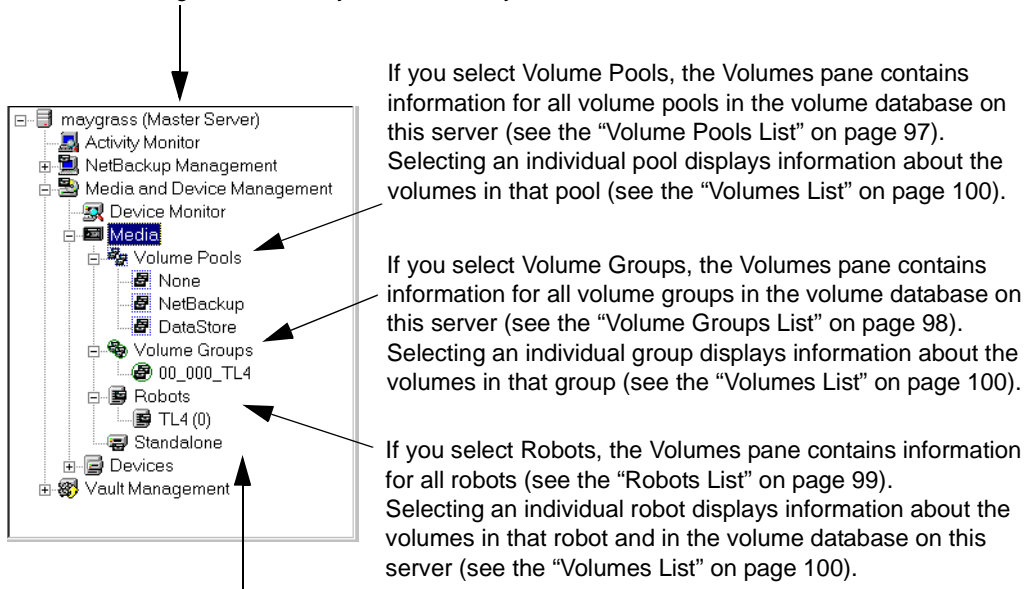 maygrass (Master Server)
Activity Monitor
NetBackup Management
Media and Device Management
Device Monitor
Media
Volume Pools
None
NetBackup
DataStore
Volume Groups
00_000_TL4
Robots
TL4 (0)
Standalone
Devices
Vault Management
If you select Volume Pools, the Volumes pane contains
information for all volume pools in the volume database on
this server (see the “Volume Pools List” on page 97).
Selecting an individual pool displays information about the
volumes in that pool (see the “Volumes List” on page 100).
If you select Volume Groups, the Volumes pane contains
information for all volume groups in the volume database on
this server (see the “Volume Groups List” on page 98).
Selecting an individual group displays information about the
volumes in that group (see the “Volumes List” on page 100).
If you select Robots, the Volumes pane contains information
for all robots (see the “Robots List” on page 99).
Selecting an individual robot displays information about the
volumes in that robot and in the volume database on this
server (see the “Volumes List” on page 100).